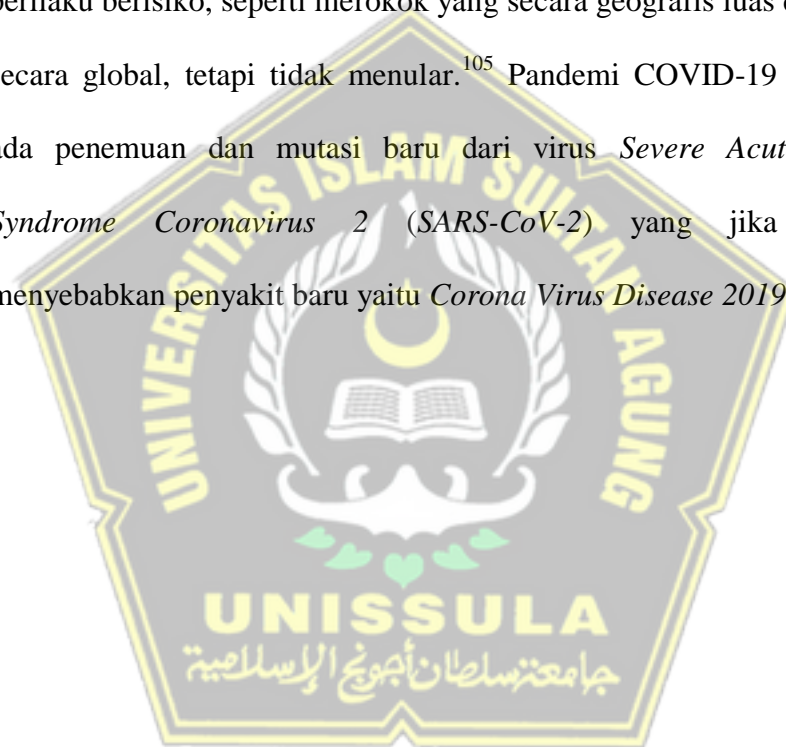 perilaku berisiko, seperti merokok yang secara geografis luas
secara global, tetapi tidak menular.105 Pandemi COVID-19
ada penemuan dan mutasi baru dari virus Severe Acut
Syndrome Coronavirus 2 (SARS-CoV-2) yang jika
menyebabkan penyakit baru yaitu Corona Virus Disease 2019
UNIVERSITAS ISLAM SULTAN AGUNG
UNISSULA
جامعة سلطان أجونج الإسلامية